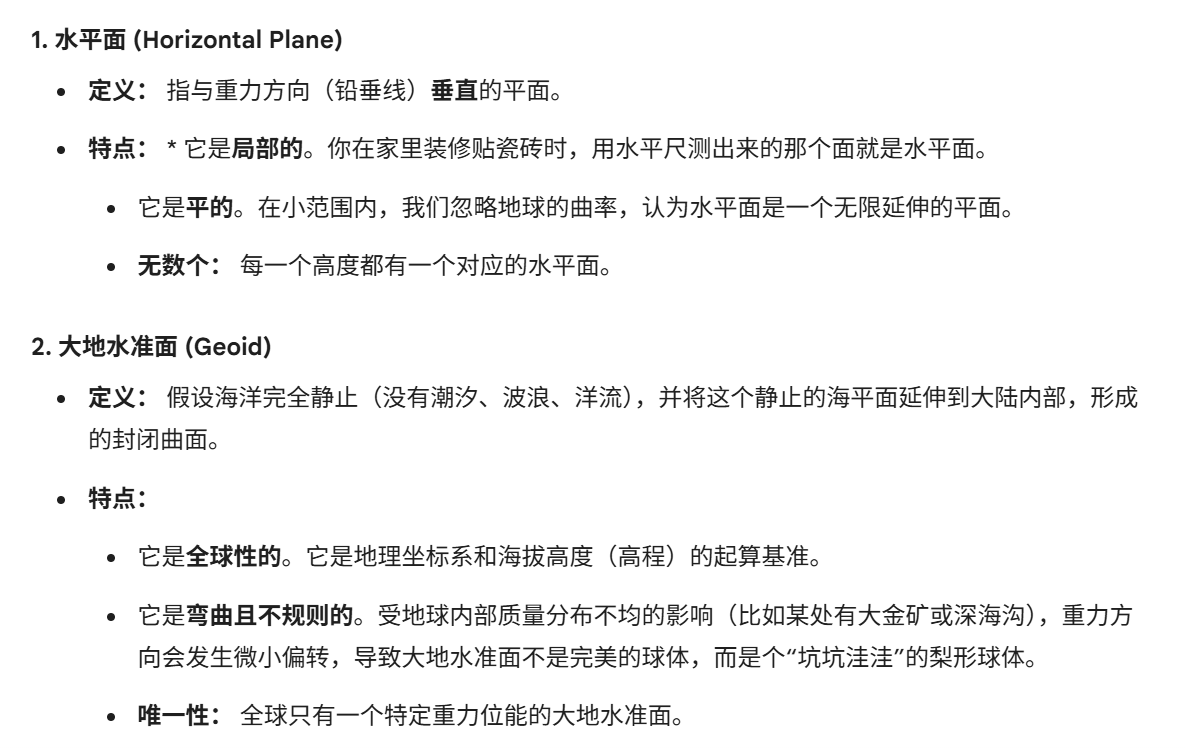 1. 水平面 (Horizontal Plane)
• 定义： 指与重力方向（铅垂线）垂直的平面。
• 特点： * 它是局部的。你在家里装修贴瓷砖时，用水平尺测出来的那个面就是水平面。
• 它是平的。在小范围内，我们忽略地球的曲率，认为水平面是一个无限延伸的平面。
• 无数个： 每一个高度都有一个对应的水平面。
2. 大地水准面 (Geoid)
• 定义： 假设海洋完全静止（没有潮汐、波浪、洋流），并将这个静止的海平面延伸到大陆内部，形成
的封闭曲面。
• 特点：
• 它是全球性的。它是地理坐标系和海拔高度（高程）的起算基准。
• 它是弯曲且不规则的。受地球内部质量分布不均的影响（比如某处有大金矿或深海沟），重力方
向会发生微小偏转，导致大地水准面不是完美的球体，而是个“坑坑洼洼”的梨形球体。
• 唯一性： 全球只有一个特定重力位能的大地水准面。